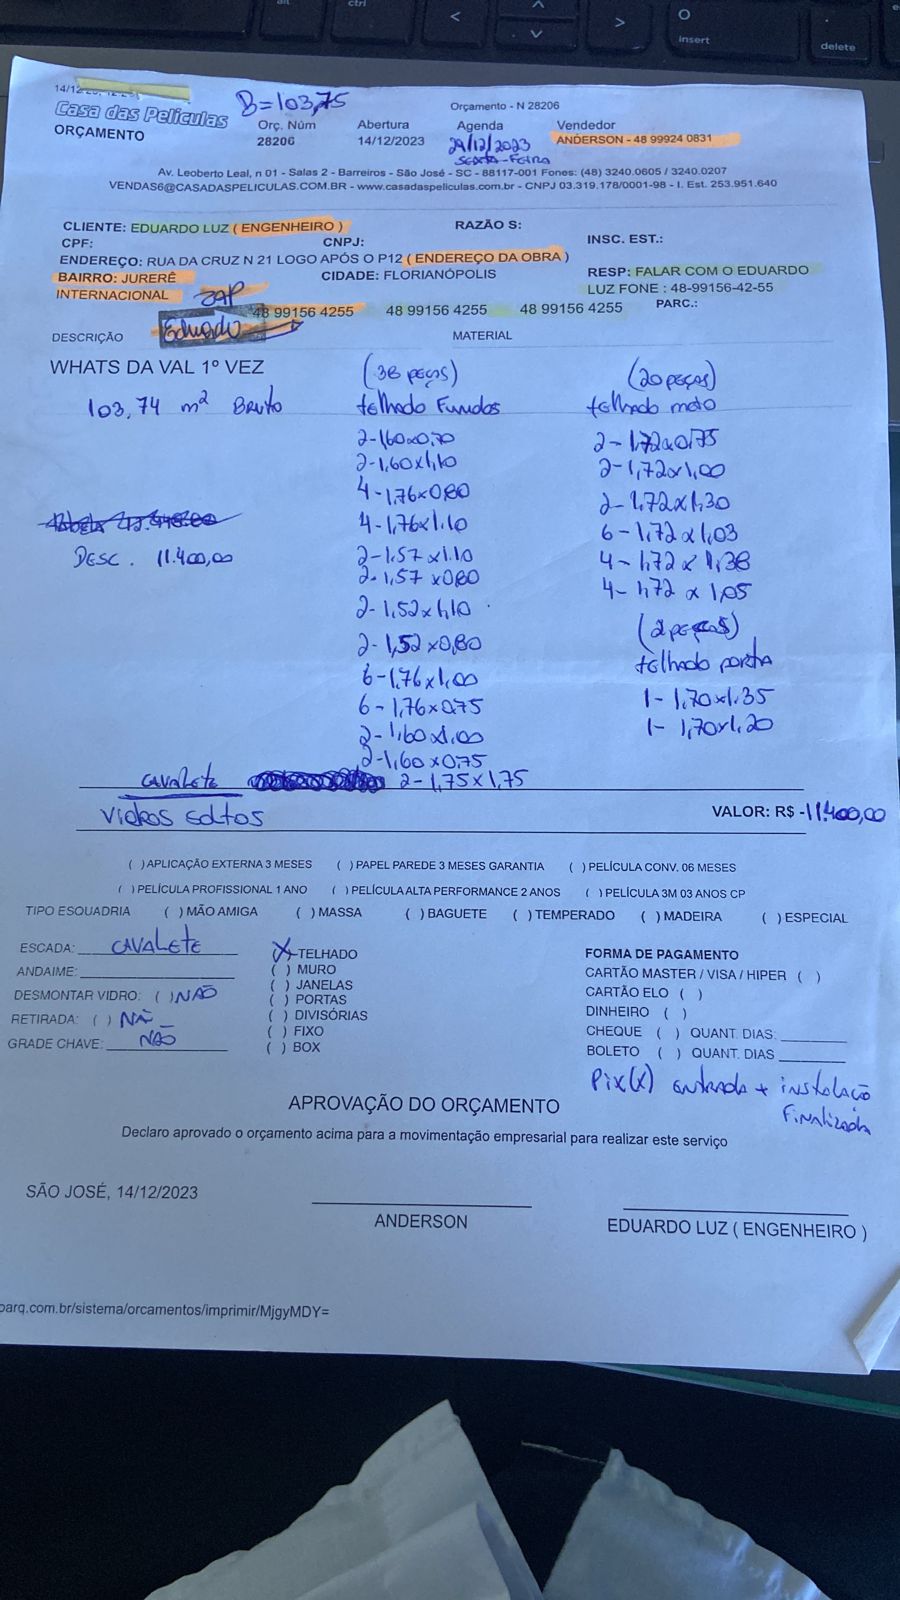 alt
ctrl
<
^
v
>
O
insert
.
delete
14/12
B=103,75
Orçamento - N 28206
Casa das Películas
ORÇAMENTO
Orç. Núm
Abertura
Agenda
Vendedor
28206
14/12/2023
29/12/2023
ANDERSON - 48 99924 0831
SEXTA-FEIRA
Av. Leoberto Leal, n 01 - Salas 2 - Barreiros - São José - SC - 88117-001 Fones: (48) 3240.0605 / 3240.0207
VENDAS6@CASADASPELICULAS.COM.BR - www.casadaspeliculas.com.br - CNPJ 03.319.178/0001-98 - I. Est. 253.951.640
CLIENTE: EDUARDO LUZ ( ENGENHEIRO )
RAZÃO S:
CPF:
CNPJ:
INSC. EST.:
ENDEREÇO: RUA DA CRUZ N 21 LOGO APÓS O P12 ( ENDEREÇO DA OBRA )
BAIRRO: JURERÊ
INTERNACIONAL
CIDADE: FLORIANÓPOLIS
RESP: FALAR COM O EDUARDO
LUZ FONE : 48-99156-42-55
ZAP
48 99156 4255
48 99156 4255
48 99156 4255
PARC.:
Eduardo
DESCRIÇÃO
MATERIAL
WHATS DA VAL 1º VEZ
(38 peças)
(20 peças)
103,74 m² Bruto
telhado Fundos
telhado meio
2-1,60x0,70
2-1,72x0,75
2-1,60x1,10
2-1,72x1,00
4-1,76x0,80
2-1,72x1,30
4-1,76x1.10
6-1,72x1,03
DESC. 11.400,00
2-1.57x1.10
4-1,72x1,38
2-1,57x0,80
4-1,72x1,05
2-1,52x1,10
(2 peças)
2-1,52x0,80
telhado porta
6-1,76x1,00
1-1,70x1.35
6-1,76x0.75
1-1,70x1,20
2-1,60x1.00
2-1,60x0,75
CAVALETE
2-1,75x1,75
Vidros soltos
VALOR: R$ -11.400,00
( ) APLICAÇÃO EXTERNA 3 MESES ( ) PAPEL PAREDE 3 MESES GARANTIA ( ) PELÍCULA CONV. 06 MESES
( ) PELÍCULA PROFISSIONAL 1 ANO ( ) PELÍCULA ALTA PERFORMANCE 2 ANOS ( ) PELÍCULA 3M 03 ANOS CP
TIPO ESQUADRIA ( ) MÃO AMIGA ( ) MASSA ( ) BAGUETE ( ) TEMPERADO ( ) MADEIRA ( ) ESPECIAL
ESCADA: CAVALETE
ANDAIME:
DESMONTAR VIDRO: ( ) NÃO
RETIRADA: ( ) NÃ
GRADE CHAVE: NÃO
X TELHADO
( ) MURO
( ) JANELAS
( ) PORTAS
( ) DIVISÓRIAS
( ) FIXO
( ) BOX
FORMA DE PAGAMENTO
CARTÃO MASTER / VISA / HIPER ( )
CARTÃO ELO ( )
DINHEIRO ( )
CHEQUE ( ) QUANT. DIAS:
BOLETO ( ) QUANT. DIAS
Pix(X) entrada + instalação
Finalizada
APROVAÇÃO DO ORÇAMENTO
Declaro aprovado o orçamento acima para a movimentação empresarial para realizar este serviço
SÃO JOSÉ, 14/12/2023
ANDERSON
EDUARDO LUZ ( ENGENHEIRO )
parq.com.br/sistema/orcamentos/imprimir/MjgyMDY=